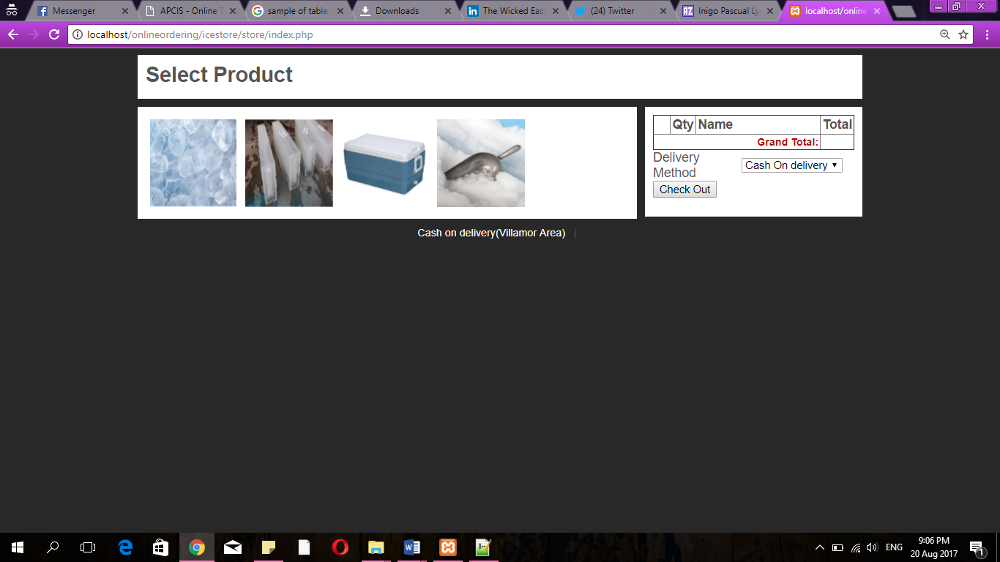 Messenger
APCIS - Online T
sample of table
Downloads
The Wicked Eas
(24) Twitter
Inigo Pascual Ly
localhost/online
localhost/onlineordering/icestore/store/index.php
Select Product
Qty Name Total
Grand Total:
Delivery Method
Cash On delivery
Check Out
Cash on delivery(Villamor Area) |
ENG
9:06 PM
20 Aug 2017
1